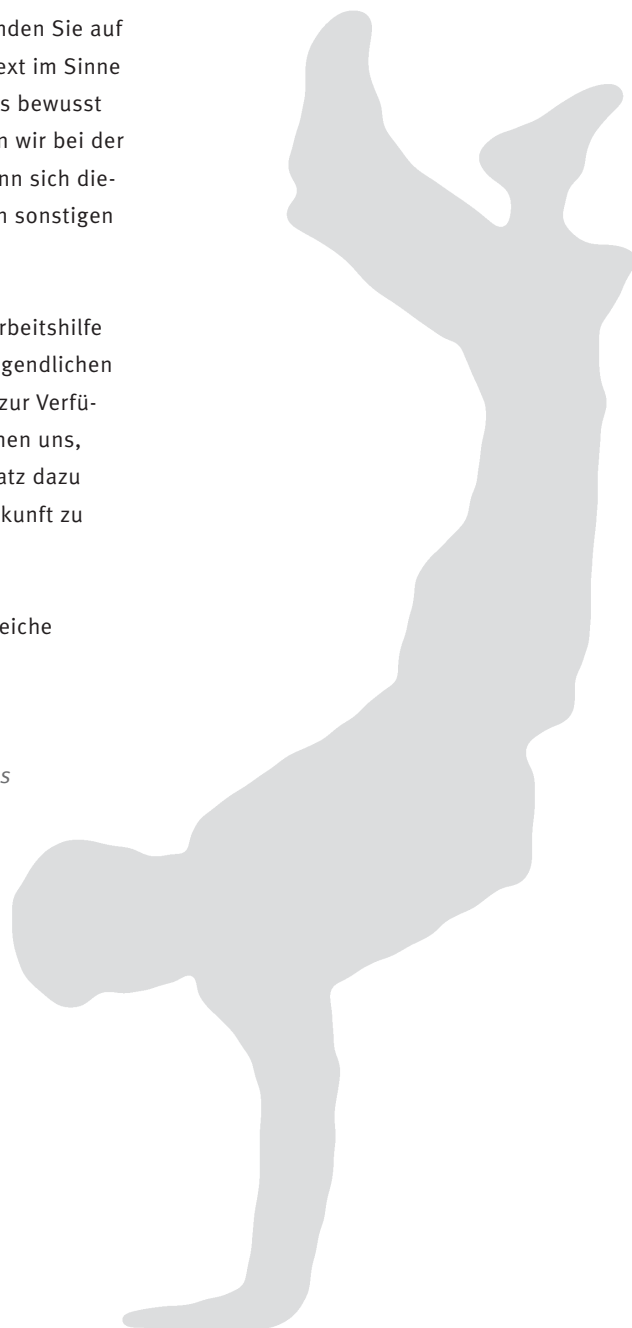 nden Sie auf
ext im Sinne
s bewusst
n wir bei der
nn sich die-
n sonstigen
rbeitshilfe
gendlichen
zur Verfü-
nen uns,
atz dazu
kunft zu
eiche
s